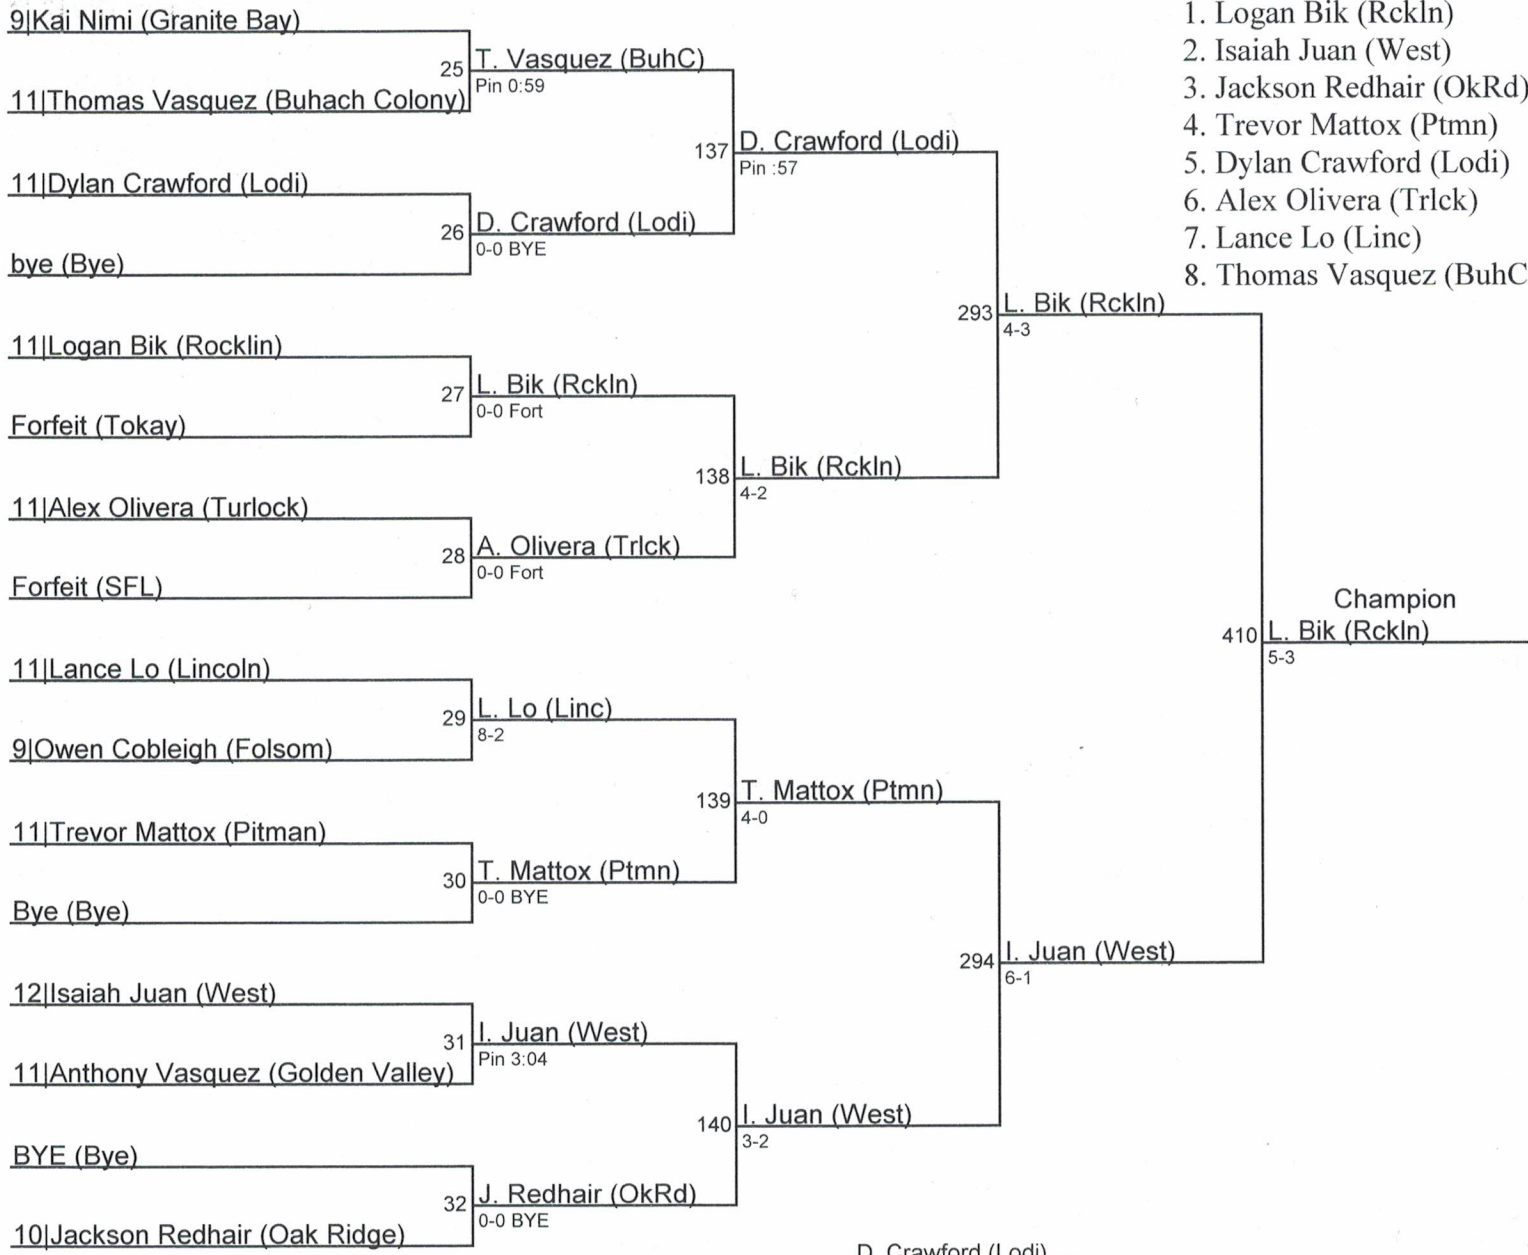 9|Kai Nimi (Granite Bay)
25
T. Vasquez (BuhC)
Pin 0:59
11|Thomas Vasquez (Buhach Colony)
137
D. Crawford (Lodi)
Pin :57
11|Dylan Crawford (Lodi)
26
D. Crawford (Lodi)
0-0 BYE
bye (Bye)
293
L. Bik (Rckln)
4-3
11|Logan Bik (Rocklin)
27
L. Bik (Rckln)
0-0 Fort
Forfeit (Tokay)
138
L. Bik (Rckln)
4-2
11|Alex Olivera (Turlock)
28
A. Olivera (Trlck)
0-0 Fort
Forfeit (SFL)
Champion
410
L. Bik (Rckln)
5-3
11|Lance Lo (Lincoln)
29
L. Lo (Linc)
8-2
9|Owen Cobleigh (Folsom)
139
T. Mattox (Ptmn)
4-0
11|Trevor Mattox (Pitman)
30
T. Mattox (Ptmn)
0-0 BYE
Bye (Bye)
294
I. Juan (West)
6-1
12|Isaiah Juan (West)
31
I. Juan (West)
Pin 3:04
11|Anthony Vasquez (Golden Valley)
140
I. Juan (West)
3-2
BYE (Bye)
32
J. Redhair (OkRd)
0-0 BYE
10|Jackson Redhair (Oak Ridge)
D. Crawford (Lodi)
1. Logan Bik (Rckln)
2. Isaiah Juan (West)
3. Jackson Redhair (OkRd)
4. Trevor Mattox (Ptmn)
5. Dylan Crawford (Lodi)
6. Alex Olivera (Trlck)
7. Lance Lo (Linc)
8. Thomas Vasquez (BuhC